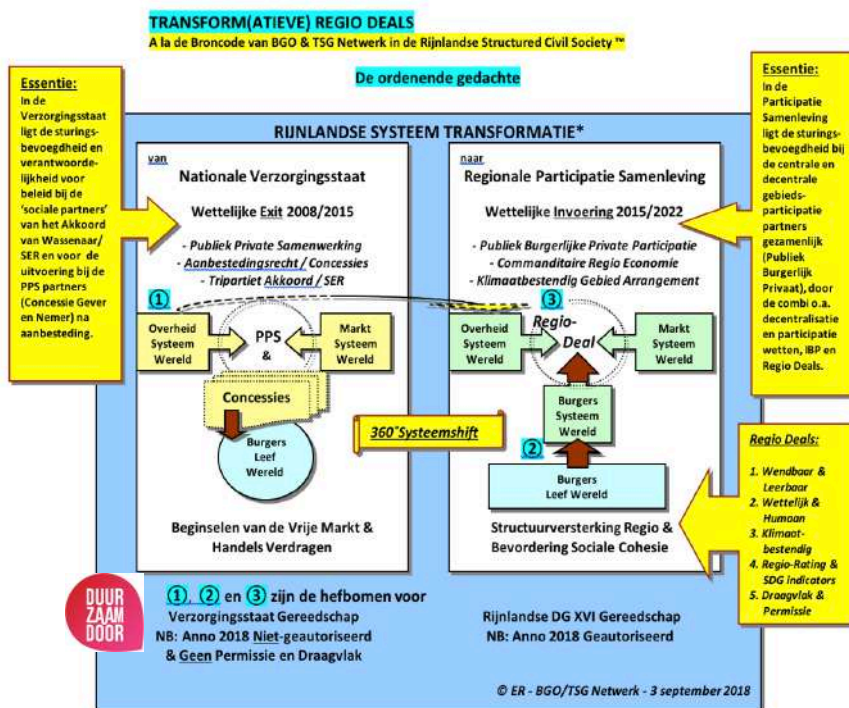 TRANSFORM(ATIEVE) REGIO DEALS
A la de Broncode van BGO & TSG Netwerk in de Rijnlandse Structured Civil Society ™
De ordenende gedachte
Essentie:
In de
Verzorgingsstaat
ligt de sturings-
bevoegdheid en
verantwoorde-
lijkheid voor
beleid bij de
‘sociale partners’
van het Akkoord
van Wassenaar/
SER en voor de
uitvoering bij de
PPS partners
(Concessie Gever
en Nemer) na
aanbesteding.
RIJNLANDSE SYSTEEM TRANSFORMATIE*
van
Nationale Verzorgingsstaat
Wettelijke Exit 2008/2015
- Publiek Private Samenwerking
- Aanbestedingsrecht / Concessies
- Tripartiet Akkoord / SER
①
Overheid
Systeem
Wereld
PPS
&
Markt
Systeem
Wereld
Concessies
Burgers
Leef
Wereld
Beginselen van de Vrije Markt &
Handels Verdragen
360˚Systeemshift
naar
Regionale Participatie Samenleving
Wettelijke Invoering 2015/2022
- Publiek Burgerlijke Private Participatie
- Commanditaire Regio Economie
- Klimaatbestendig Gebied Arrangement
③
Overheid
Systeem
Wereld
Regio-
Deal
Markt
Systeem
Wereld
Burgers
Systeem
Wereld
②
Burgers
Leef Wereld
Structuurversterking Regio &
Bevordering Sociale Cohesie
Essentie:
In de
Participatie
Samenleving
ligt de sturings-
bevoegdheid bij
de centrale en
decentrale
gebieds-
participatie
partners
gezamenlijk
(Publiek
Burgerlijk
Privaat), door
de combi o.a.
decentralisatie
en participatie
wetten, IBP en
Regio Deals.
Regio Deals:
1. Wendbaar &
Leerbaar
2. Wettelijk &
Humaan
3. Klimaat-
bestendig
4. Regio-Rating &
SDG indicators
5. Draagvlak &
Permissie
DUUR
ZAAM
DOOR
①, ② en ③ zijn de hefbomen voor
Verzorgingsstaat Gereedschap
NB: Anno 2018 Niet-geautoriseerd
& Geen Permissie en Draagvlak
Rijnlandse DG XVI Gereedschap
NB: Anno 2018 Geautoriseerd
© ER - BGO/TSG Netwerk - 3 september 2018